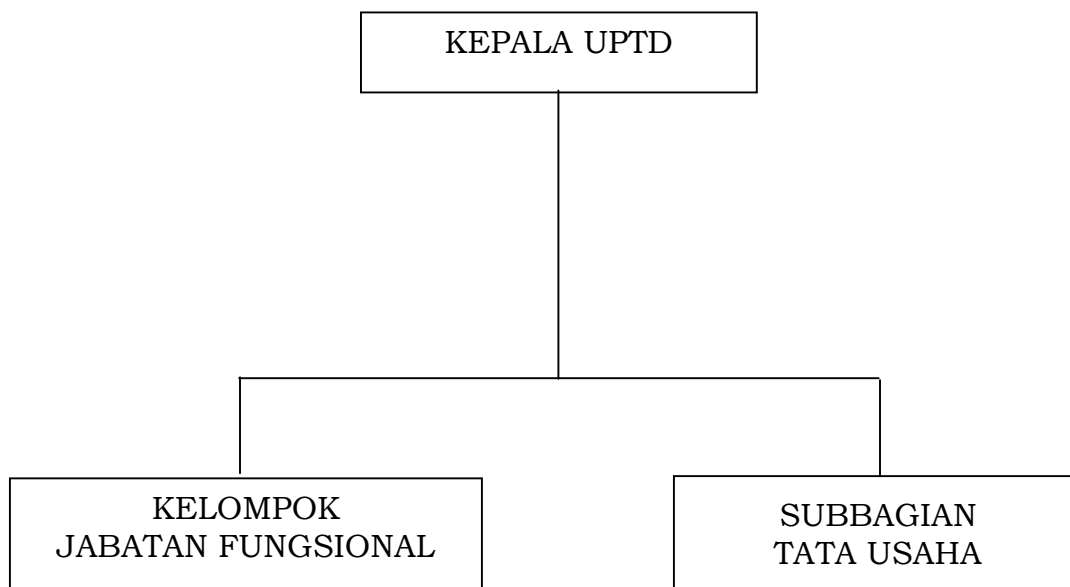 KEPALA UPTD
KELOMPOK
JABATAN FUNGSIONAL
SUBBAGIAN
TATA USAHA